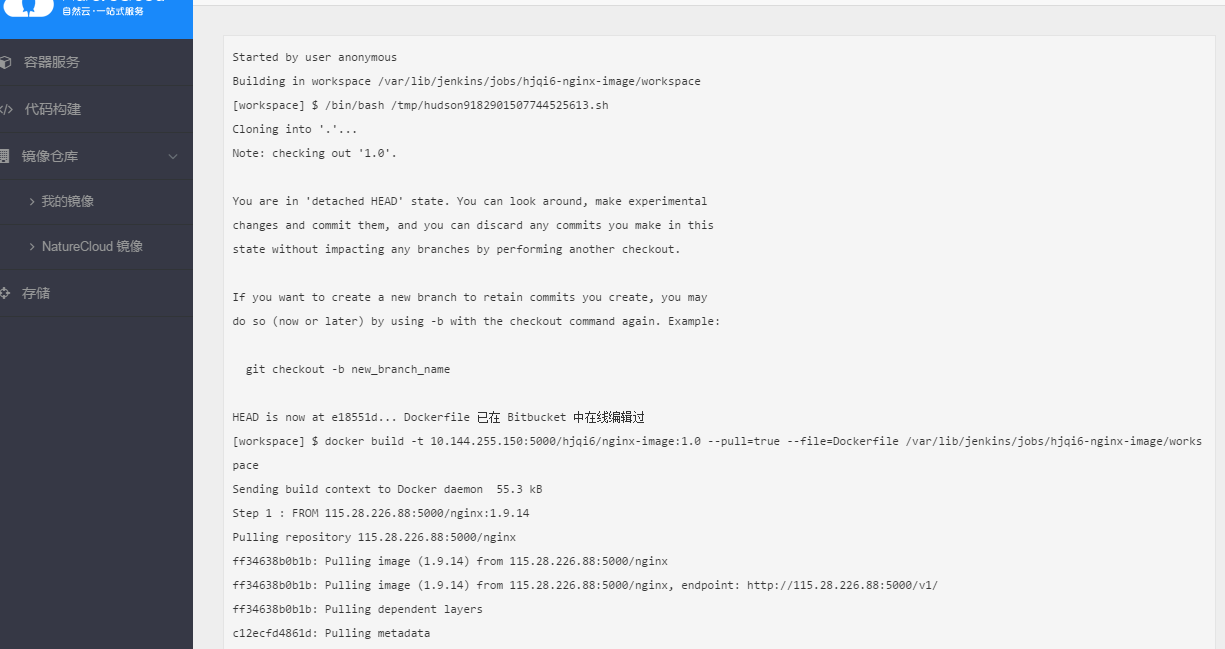 自然云·一站式服务
容器服务
代码构建
镜像仓库
我的镜像
NatureCloud 镜像
存储
Started by user anonymous
Building in workspace /var/lib/jenkins/jobs/hjqi6-nginx-image/workspace
[workspace] $ /bin/bash /tmp/hudson9182901507744525613.sh
Cloning into '.'...
Note: checking out '1.0'.
You are in 'detached HEAD' state. You can look around, make experimental
changes and commit them, and you can discard any commits you make in this
state without impacting any branches by performing another checkout.
If you want to create a new branch to retain commits you create, you may
do so (now or later) by using -b with the checkout command again. Example:
git checkout -b new_branch_name
HEAD is now at e18551d... Dockerfile 已在 Bitbucket 中在线编辑过
[workspace] $ docker build -t 10.144.255.150:5000/hjqi6/nginx-image:1.0 --pull=true --file=Dockerfile /var/lib/jenkins/jobs/hjqi6-nginx-image/works
pace
Sending build context to Docker daemon  55.3 kB
Step 1 : FROM 115.28.226.88:5000/nginx:1.9.14
Pulling repository 115.28.226.88:5000/nginx
ff34638b0b1b: Pulling image (1.9.14) from 115.28.226.88:5000/nginx
ff34638b0b1b: Pulling image (1.9.14) from 115.28.226.88:5000/nginx, endpoint: http://115.28.226.88:5000/v1/
ff34638b0b1b: Pulling dependent layers
c12ecfd4861d: Pulling metadata